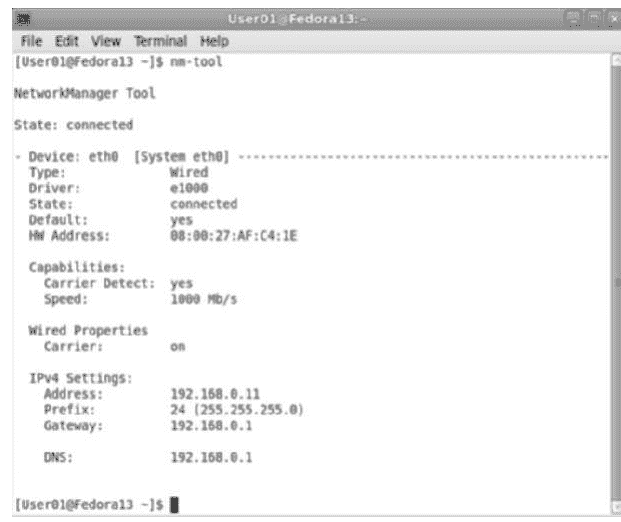 User01@Fedora13:~
File Edit View Terminal Help
[User01@Fedora13 ~]$ nm-tool
NetworkManager Tool
State: connected
- Device: eth0 [System eth0] ----------------------------------------------------
Type: Wired
Driver: e1000
State: connected
Default: yes
HW Address: 08:00:27:AF:C4:1E
Capabilities:
Carrier Detect: yes
Speed: 1000 Mb/s
Wired Properties
Carrier: on
IPv4 Settings:
Address: 192.168.0.11
Prefix: 24 (255.255.255.0)
Gateway: 192.168.0.1
DNS: 192.168.0.1
[User01@Fedora13 ~]$